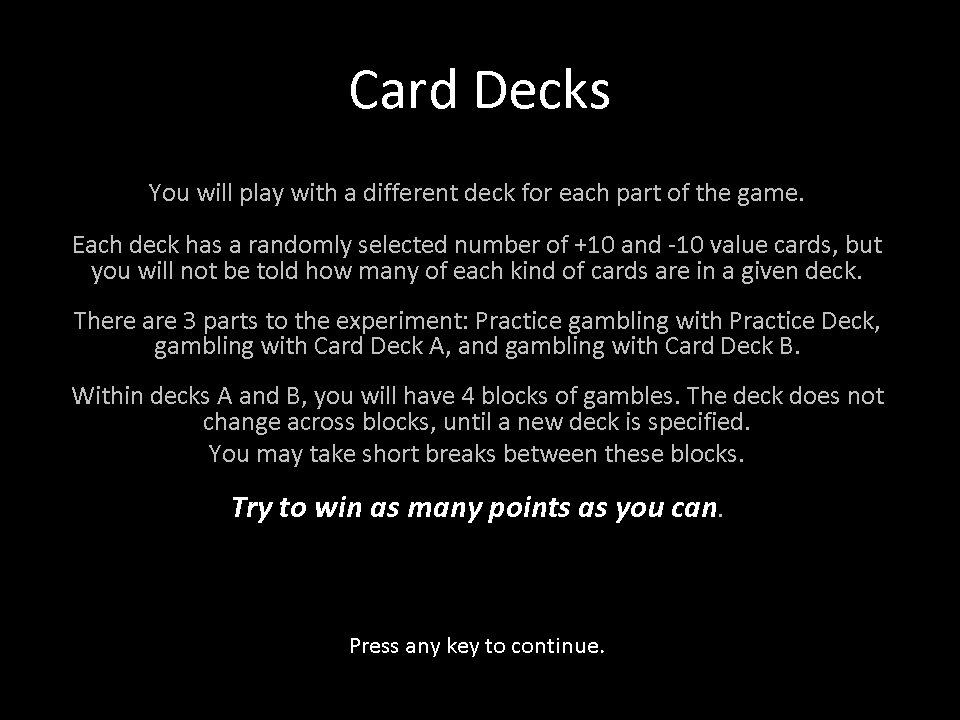 Card Decks
You will play with a different deck for each part of the game.
Each deck has a randomly selected number of +10 and -10 value cards, but
you will not be told how many of each kind of cards are in a given deck.
There are 3 parts to the experiment: Practice gambling with Practice Deck,
gambling with Card Deck A, and gambling with Card Deck B.
Within decks A and B, you will have 4 blocks of gambles. The deck does not
change across blocks, until a new deck is specified.
You may take short breaks between these blocks.
Try to win as many points as you can.
Press any key to continue.